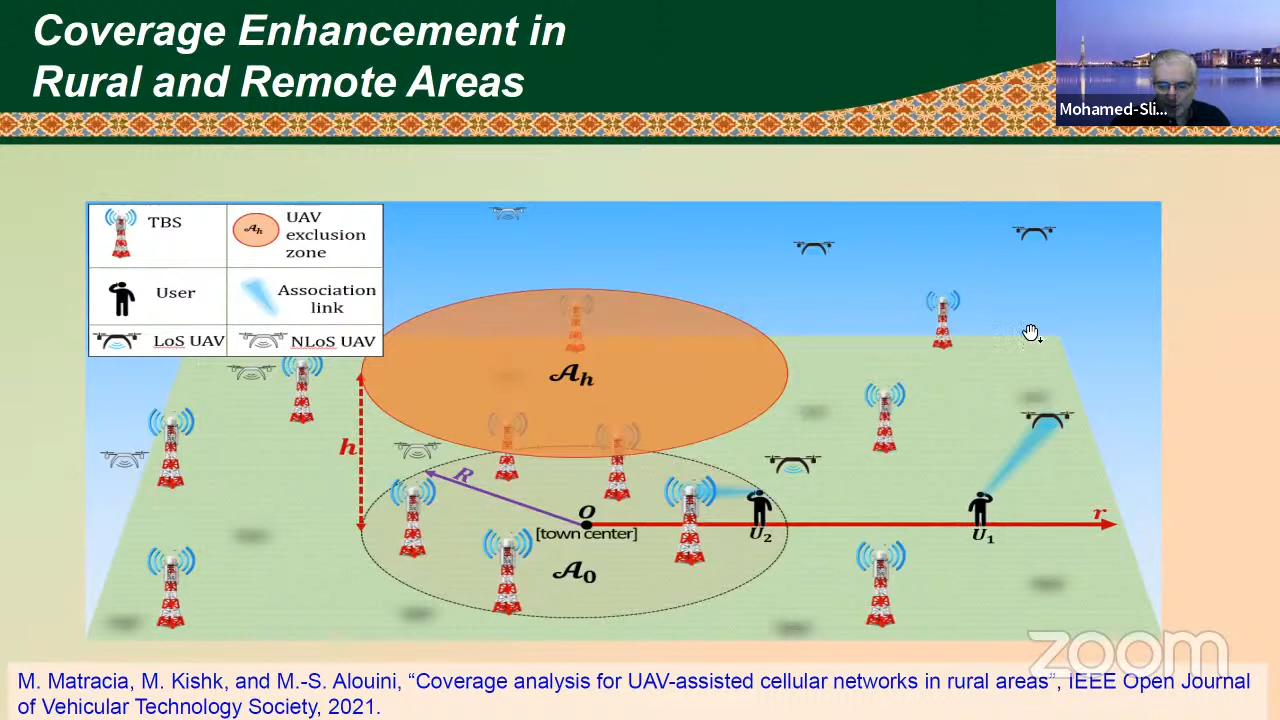 Coverage Enhancement in
Rural and Remote Areas
Mohamed-Sli...
TBS
𝒜ₕ
UAV
exclusion
zone
User
Association
link
LoS UAV
NLoS UAV
𝒜ₕ
h
R
O
[town center]
U₂
U₁
r
𝒜₀
zoom
M. Matracia, M. Kishk, and M.-S. Alouini, “Coverage analysis for UAV-assisted cellular networks in rural areas”, IEEE Open Journal
of Vehicular Technology Society, 2021.